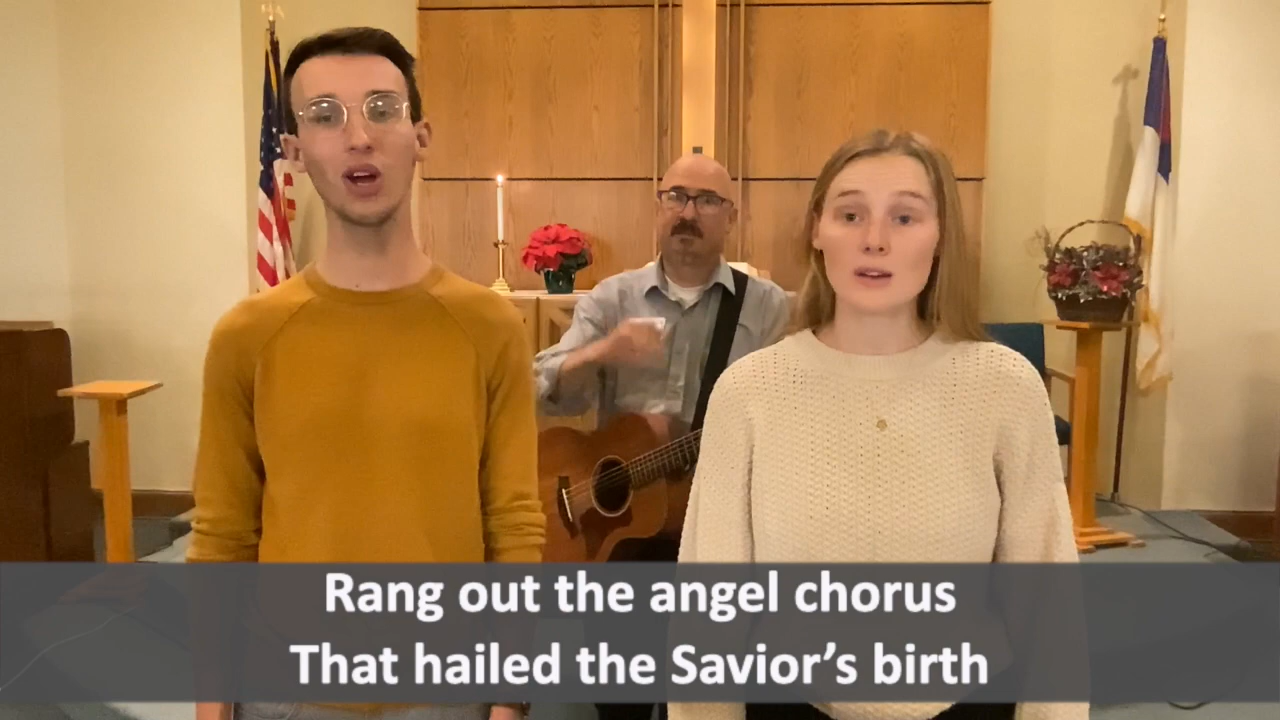 Rang out the angel chorus
That hailed the Savior’s birth